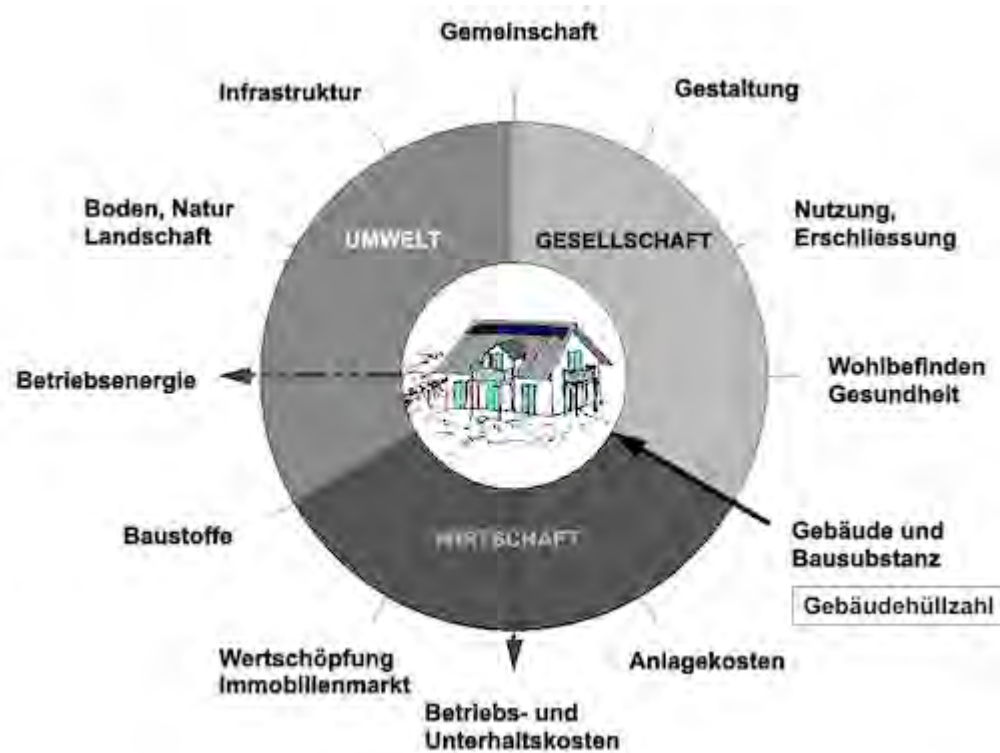 Gemeinschaft
Infrastruktur
Gestaltung
Boden, Natur
Landschaft
Nutzung,
Erschliessung
UMWELT
GESELLSCHAFT
Betriebsenergie
Wohlbefinden
Gesundheit
Baustoffe
WIRTSCHAFT
Gebäude und
Bausubstanz
Gebäudehüllzahl
Wertschöpfung
Immobilienmarkt
Anlagekosten
Betriebs- und
Unterhaltskosten